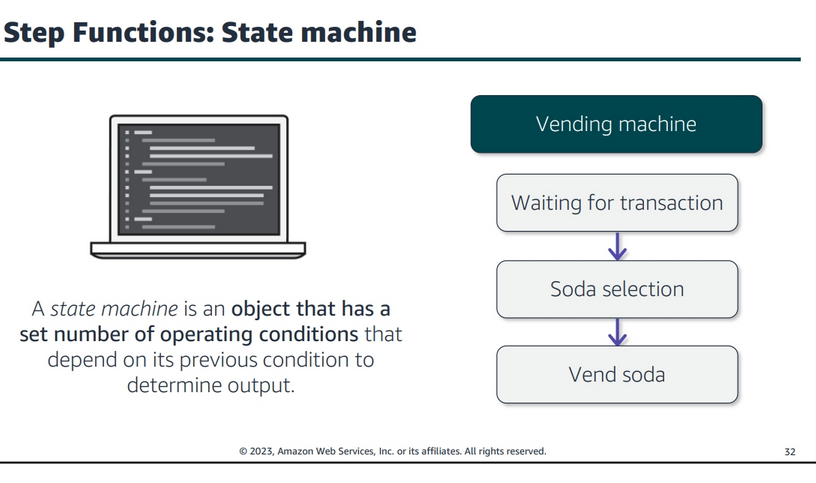 Step Functions: State machine
Vending machine
Waiting for transaction
Soda selection
Vend soda
A state machine is an object that has a
set number of operating conditions that
depend on its previous condition to
determine output.
© 2023, Amazon Web Services, Inc. or its affiliates. All rights reserved.
32